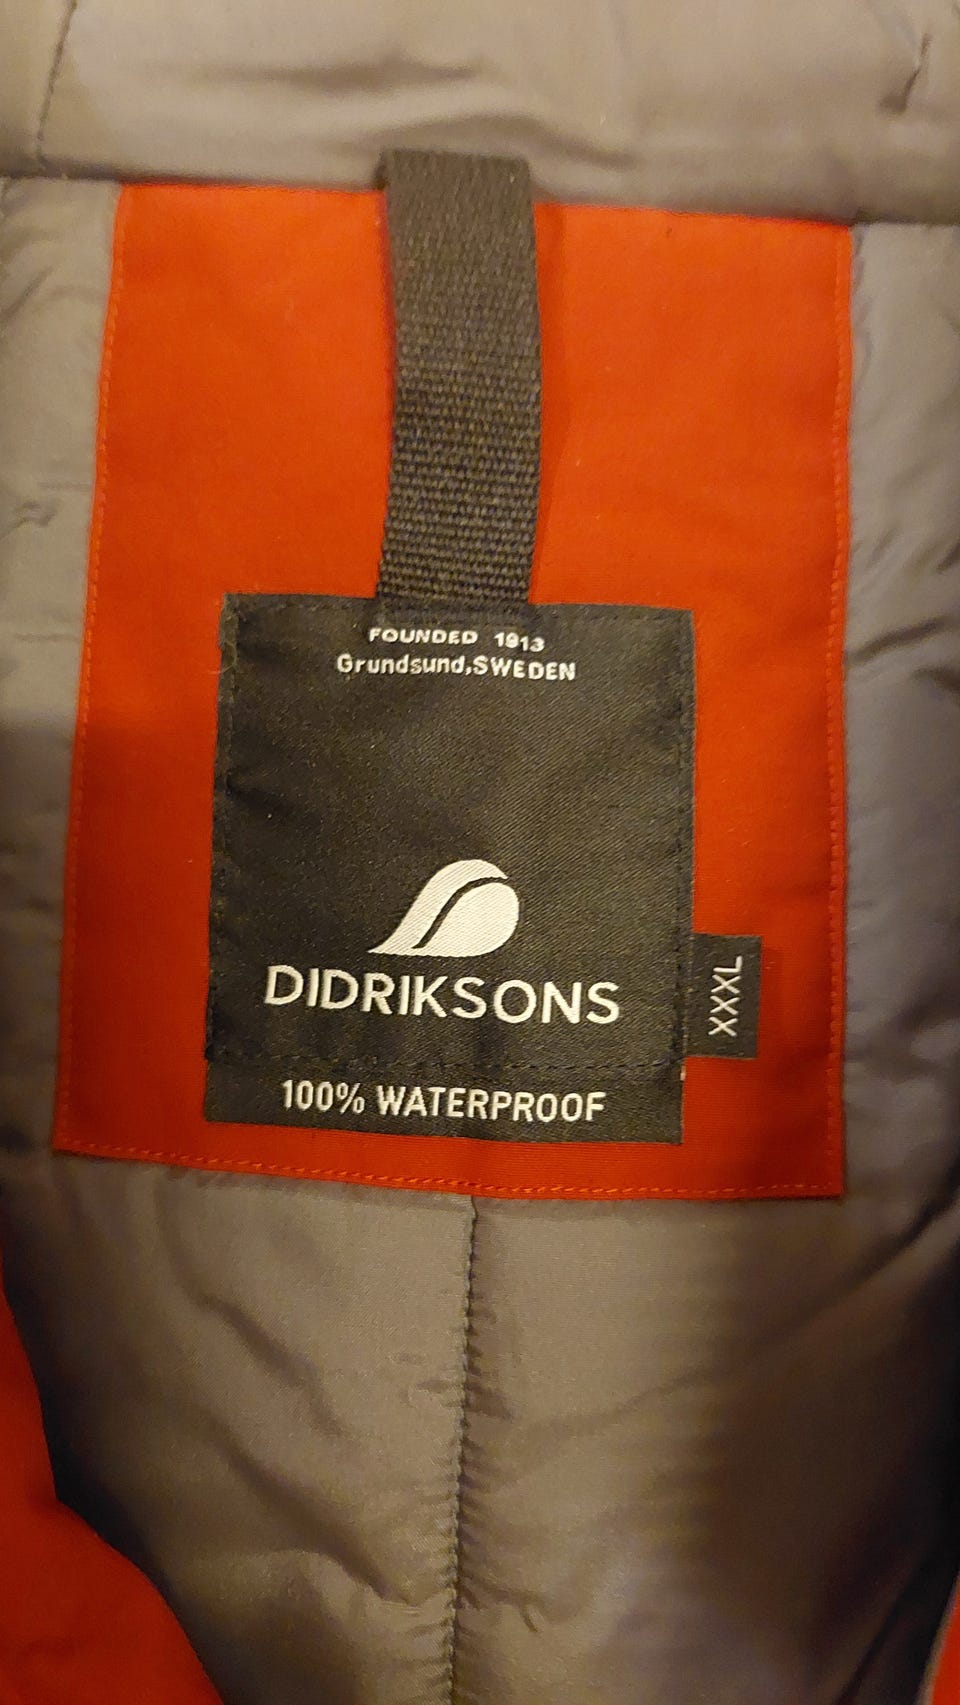 FOUNDED 1913
Grundsund,SWEDEN
DIDRIKSONS
XXXL
100% WATERPROOF